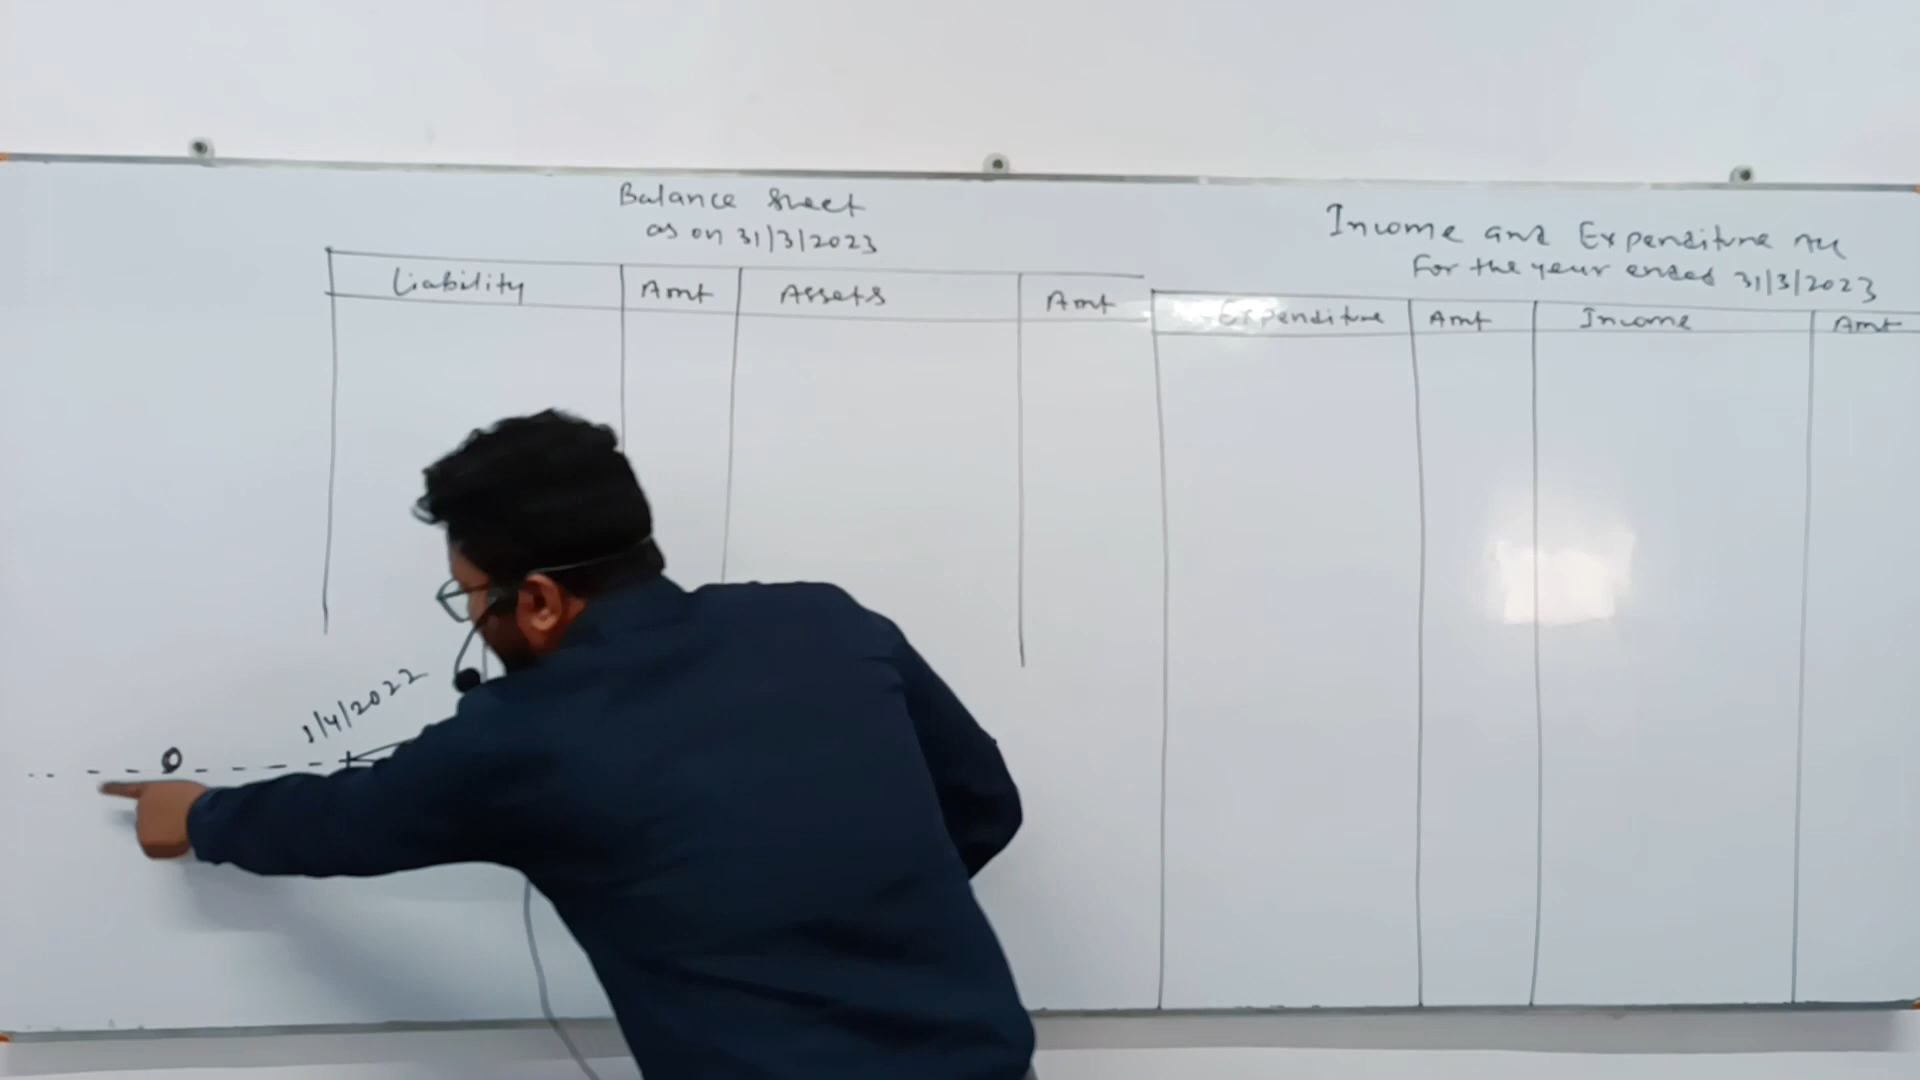 Balance Sheet
as on 31/3/2023
Liability Amt Assets Amt
Income and Expenditure A/c
For the year ended 31/3/2023
Expenditure Amt Income Amt
1/4/2022